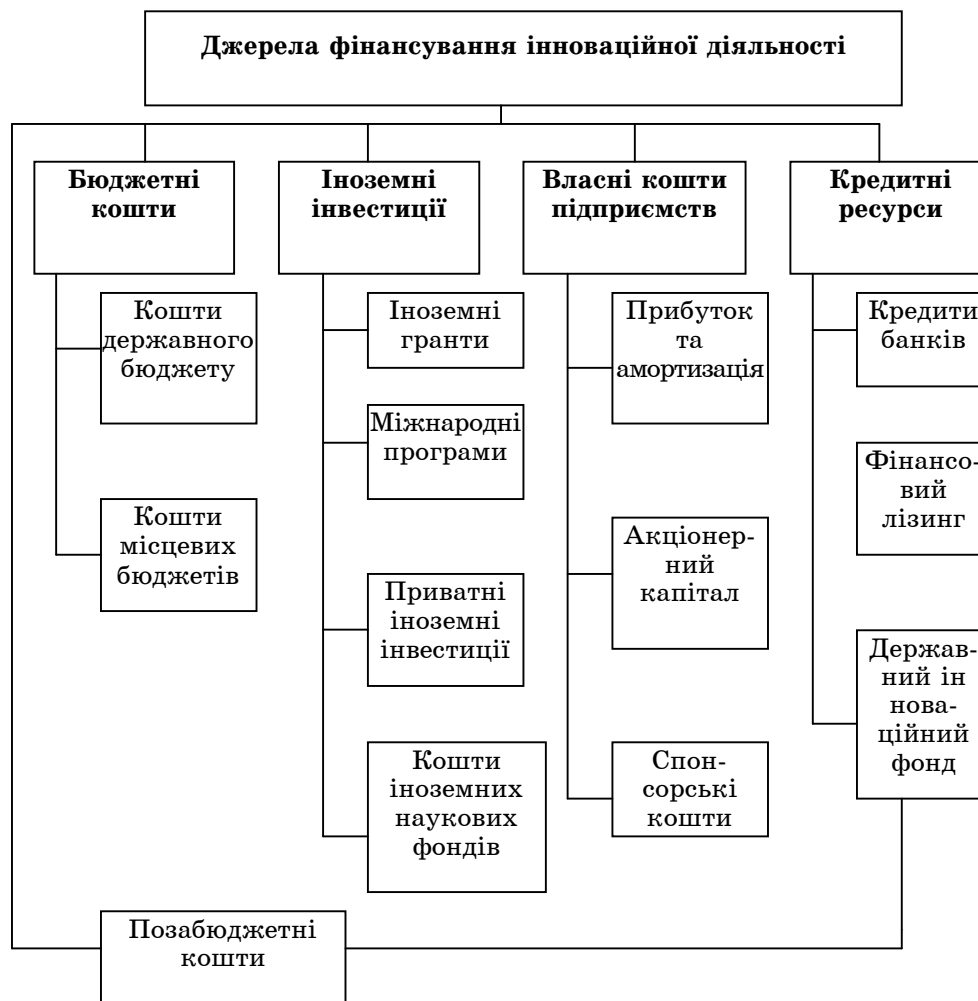 Джерела фінансування інноваційної діяльності
Бюджетні
кошти
Іноземні
інвестиції
Власні кошти
підприємств
Кредитні
ресурси
Кошти
державного
бюджету
Кошти
місцевих
бюджетів
Іноземні
гранти
Міжнародні
програми
Приватні
іноземні
інвестиції
Кошти
іноземних
наукових
фондів
Прибуток
та
амортизація
Акціонер-
ний
капітал
Спон-
сорські
кошти
Кредити
банків
Фінансо-
вий
лізинг
Держав-
ний ін
нова-
ційний
фонд
Позабюджетні
кошти